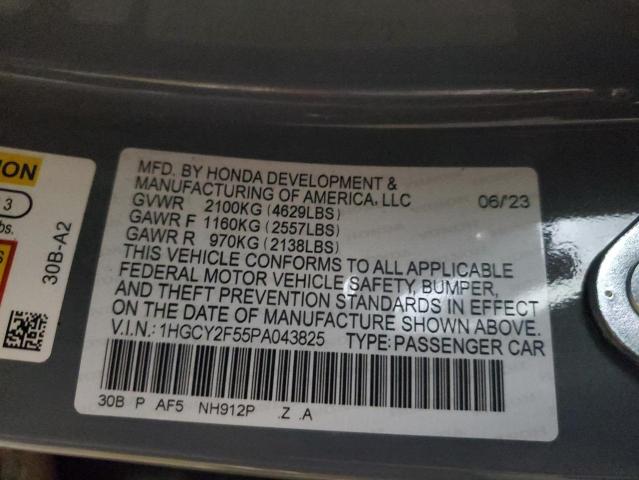 MFD. BY HONDA DEVELOPMENT &
MANUFACTURING OF AMERICA, LLC 06/'23
GVWR 2100KG (4629LBS)
GAWR F 1160KG (2557LBS)
GAWR R 970KG (2138LBS)
THIS VEHICLE CONFORMS TO ALL APPLICABLE
FEDERAL MOTOR VEHICLE SAFETY, BUMPER,
AND THEFT PREVENTION STANDARDS IN EFFECT
ON THE DATE OF MANUFACTURE SHOWN ABOVE.
V.I.N.: 1HGCY2F55PA043825 TYPE: PASSENGER CAR
30B P AF5 NH912P .Z .A
ION
3
bs.
30B-A2